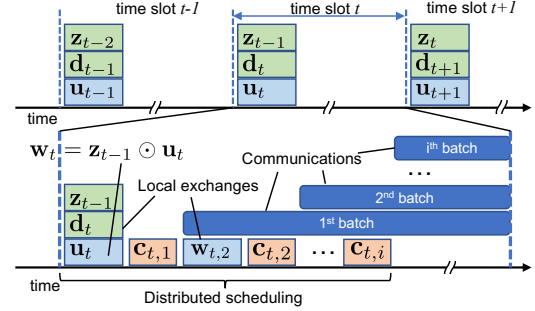 time slot t-1
time slot t
time slot t+1
z_{t-2}
d_{t-1}
u_{t-1}
z_{t-1}
d_t
u_t
z_t
d_{t+1}
u_{t+1}
time
w_t = z_{t-1} ⊙ u_t
Communications
i^th batch
...
Local exchanges
2^nd batch
1^st batch
z_{t-1}
d_t
u_t
c_{t,1}
w_{t,2}
c_{t,2}
...
c_{t,i}
time
Distributed scheduling